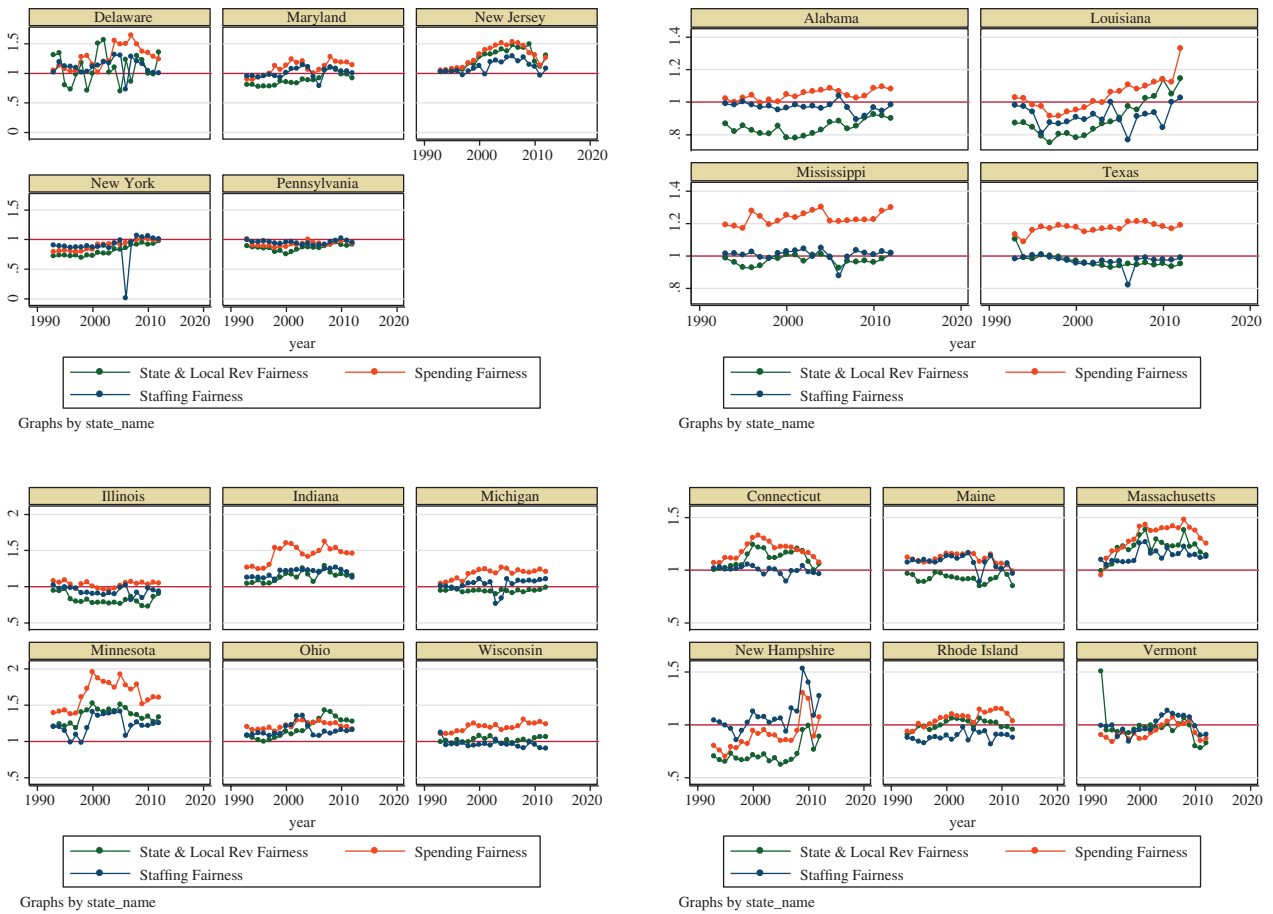 Delaware Maryland New Jersey
0 .5 1 1.5
1990 2000 2010 2020
New York Pennsylvania
0 .5 1 1.5
1990 2000 2010 2020 1990 2000 2010 2020
year
State & Local Rev Fairness Spending Fairness
Staffing Fairness
Graphs by state_name
Alabama Louisiana
.8 1 1.2 1.4
Mississippi Texas
.8 1 1.2 1.4
1990 2000 2010 2020 1990 2000 2010 2020
year
State & Local Rev Fairness Spending Fairness
Staffing Fairness
Graphs by state_name
Illinois Indiana Michigan
.5 1 1.5 2
Minnesota Ohio Wisconsin
.5 1 1.5 2
1990 2000 2010 2020 1990 2000 2010 2020 1990 2000 2010 2020
year
State & Local Rev Fairness Spending Fairness
Staffing Fairness
Graphs by state_name
Connecticut Maine Massachusetts
.5 1 1.5
New Hampshire Rhode Island Vermont
.5 1 1.5
1990 2000 2010 2020 1990 2000 2010 2020 1990 2000 2010 2020
year
State & Local Rev Fairness Spending Fairness
Staffing Fairness
Graphs by state_name